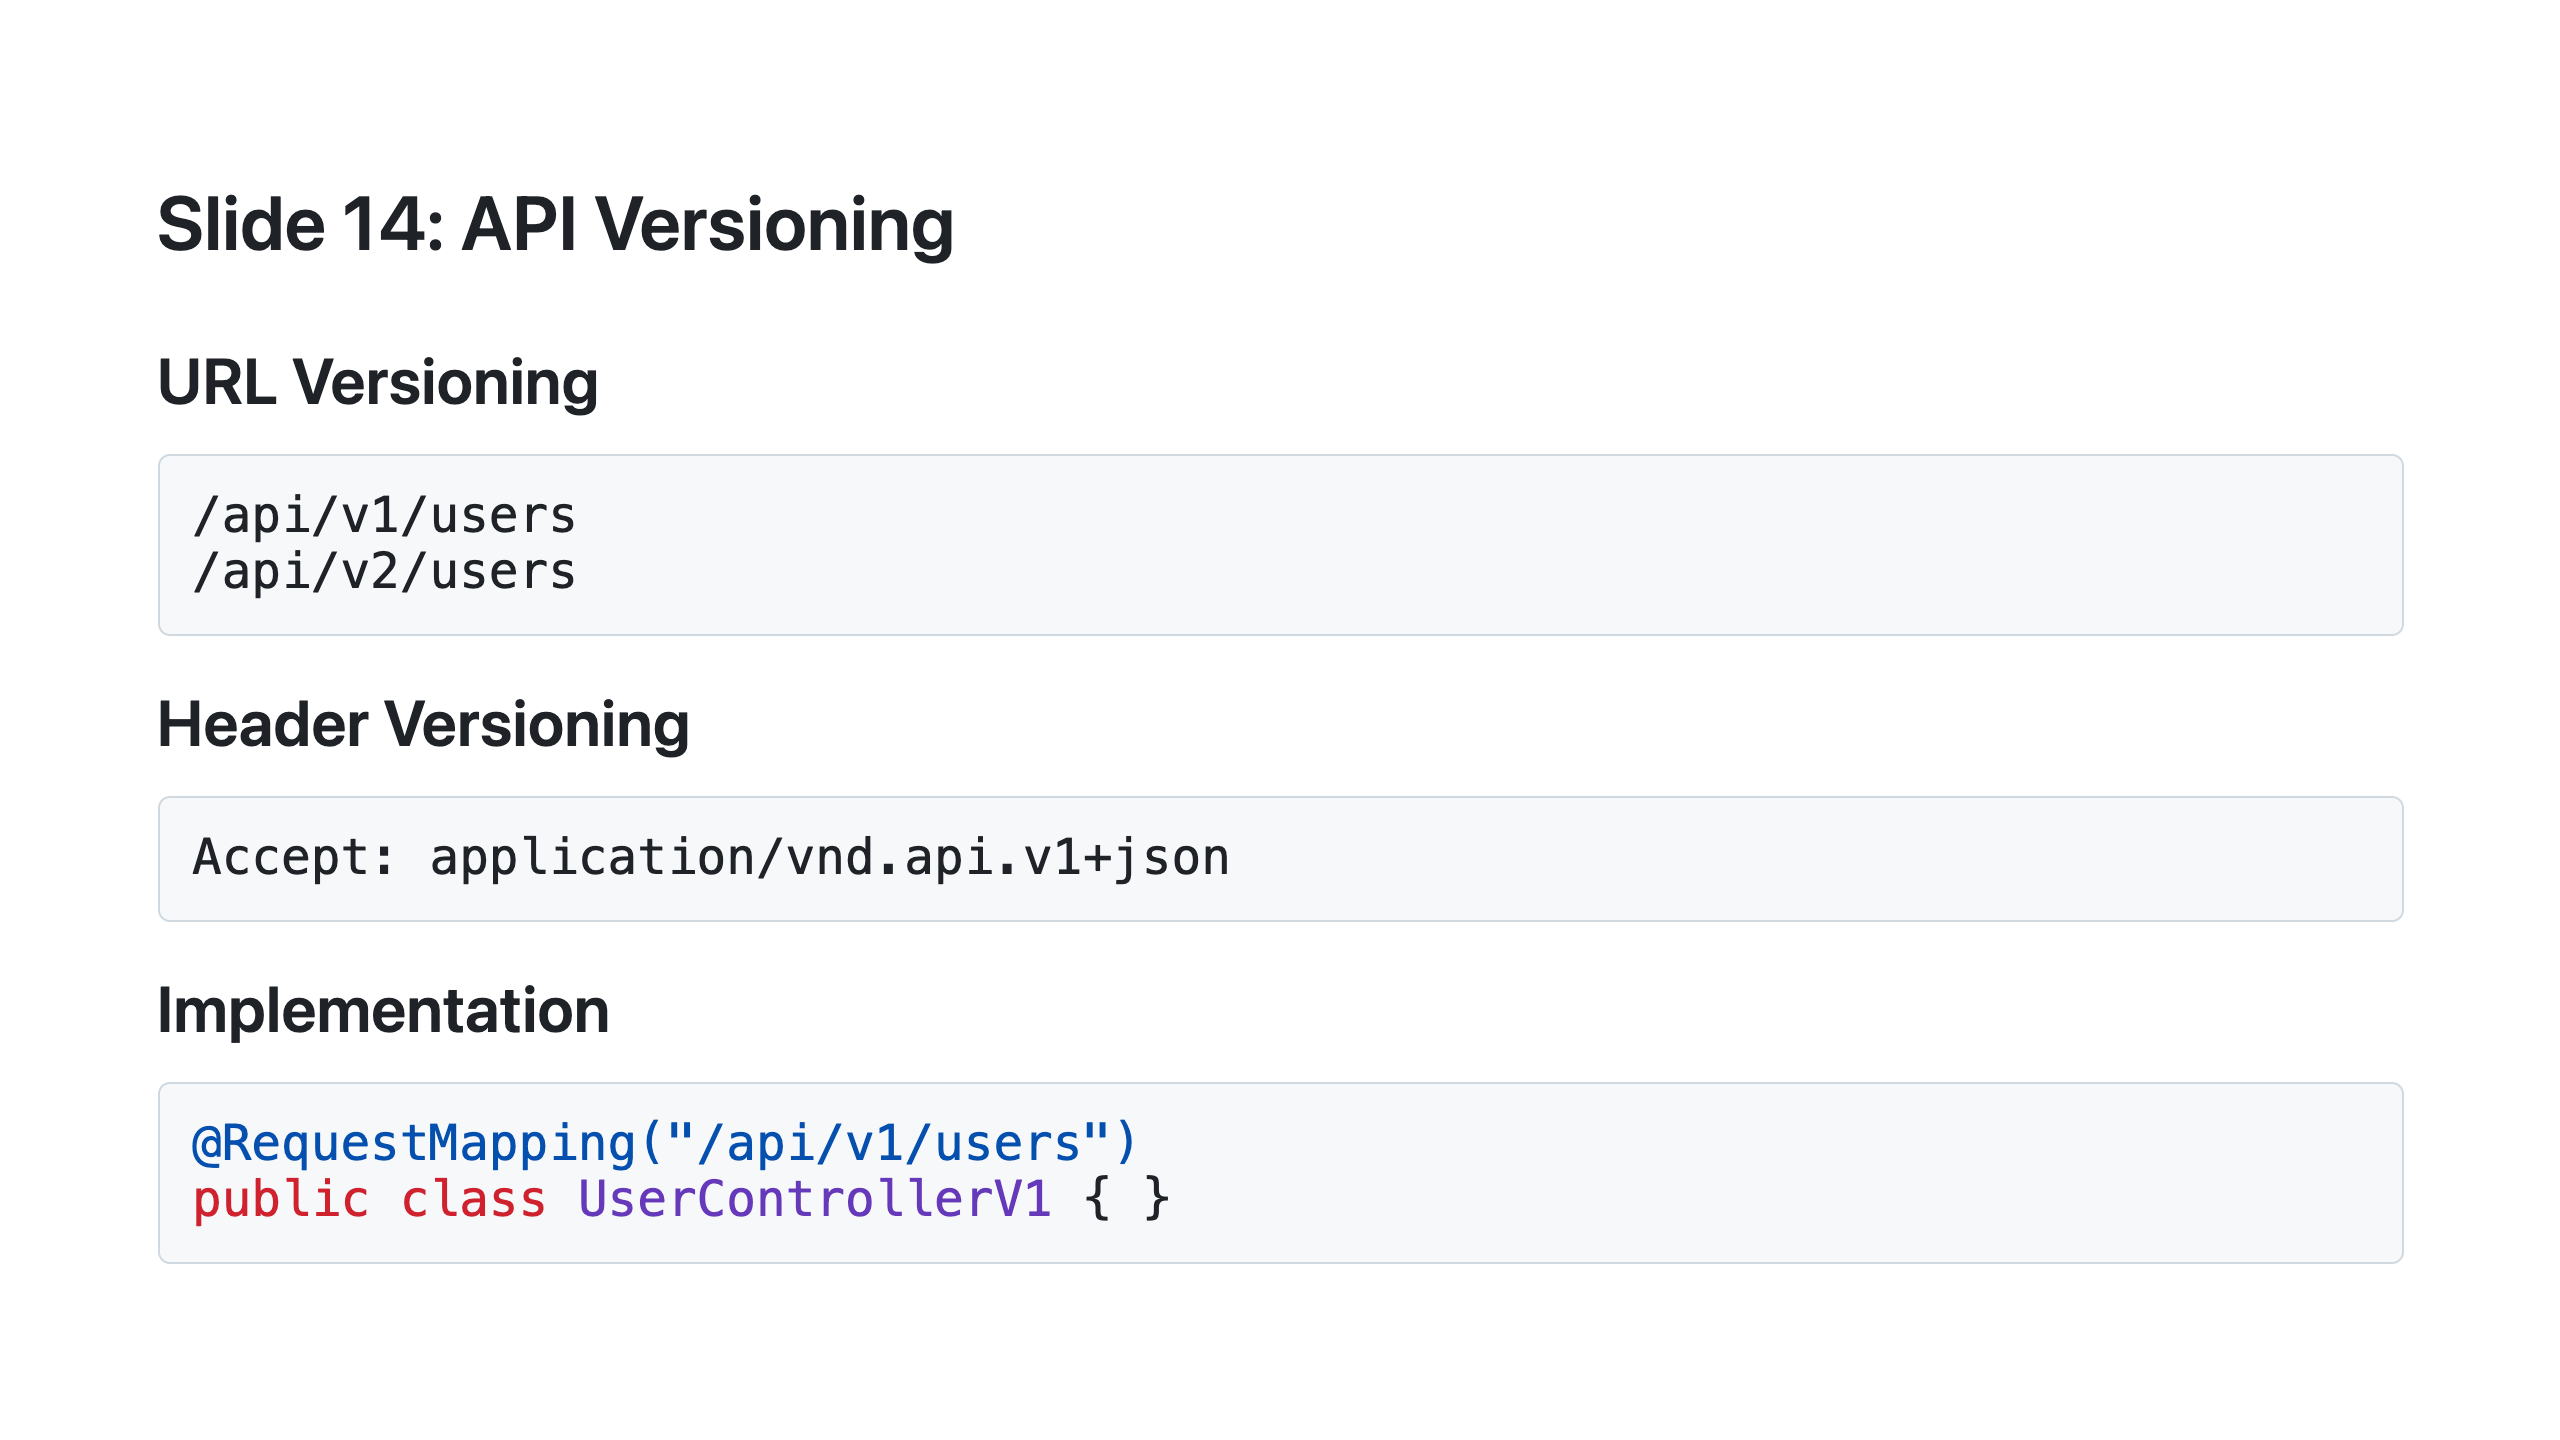 Slide 14: API Versioning
URL Versioning
/api/v1/users
/api/v2/users
Header Versioning
Accept: application/vnd.api.v1+json
Implementation
@RequestMapping("/api/v1/users")
public class UserControllerV1 { }